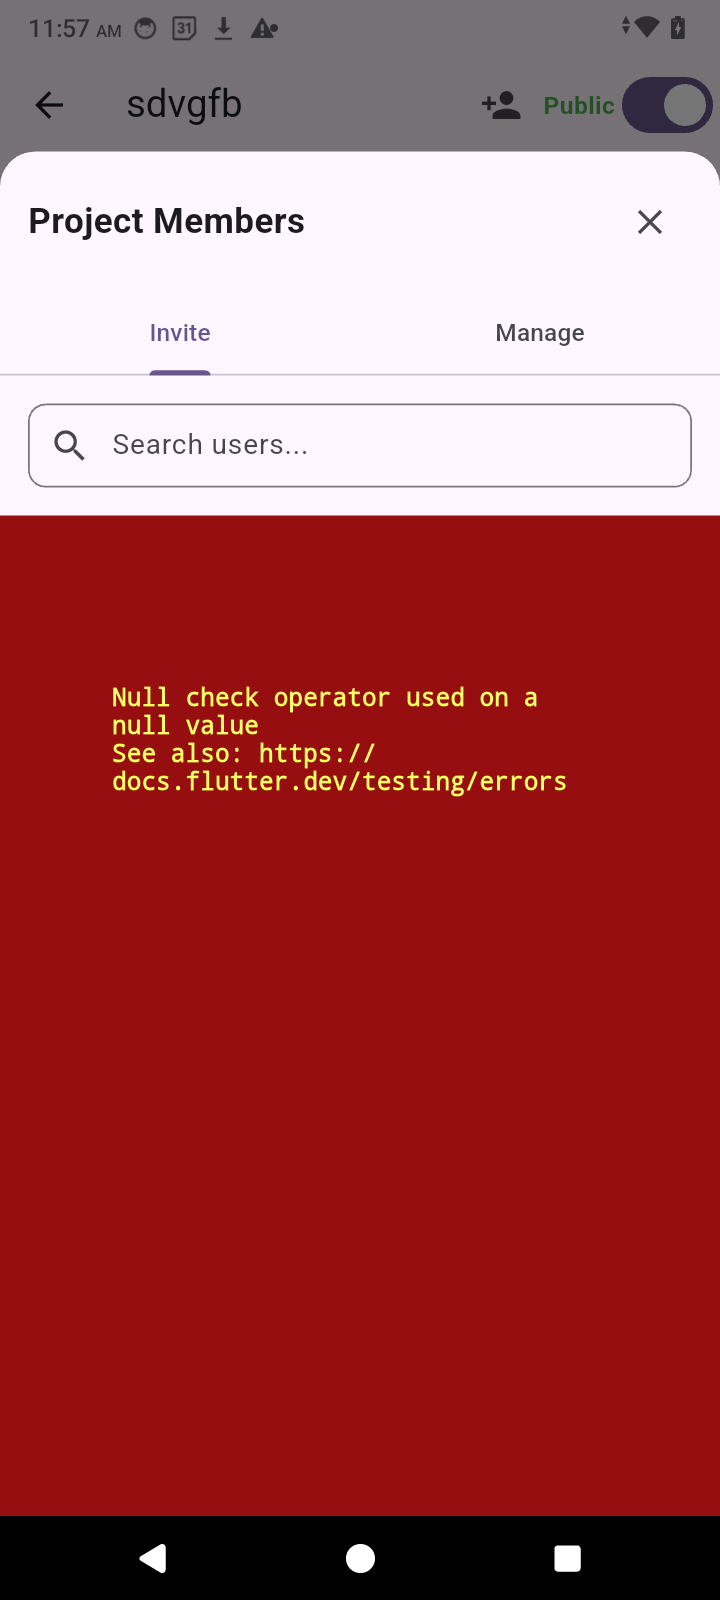 11:57 AM 31
sdvgfb Public
Project Members
Invite Manage
Search users...
Null check operator used on a
null value
See also: https://
docs.flutter.dev/testing/errors